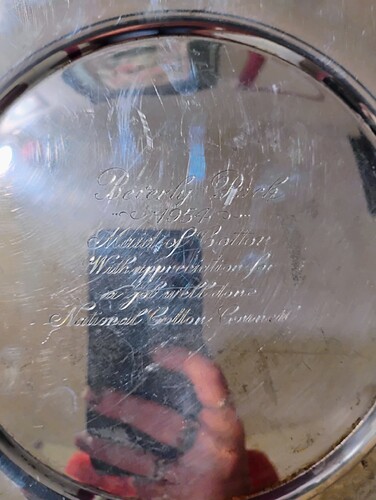 Beverly Pack
1954
Maid of Cotton
With appreciation for
a job well done
National Cotton Council